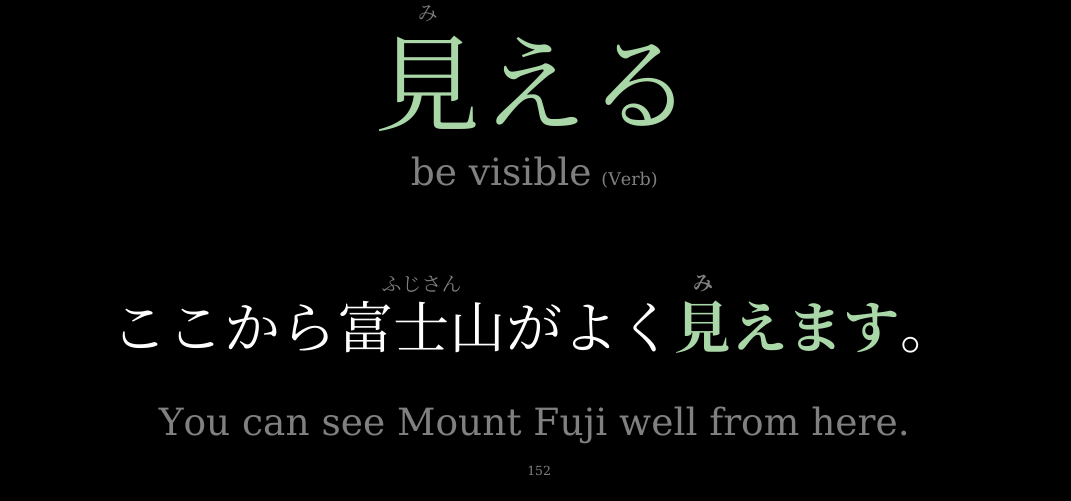 み
見える
be visible (Verb)
ふじさん み
ここから富士山がよく見えます。
You can see Mount Fuji well from here.
152